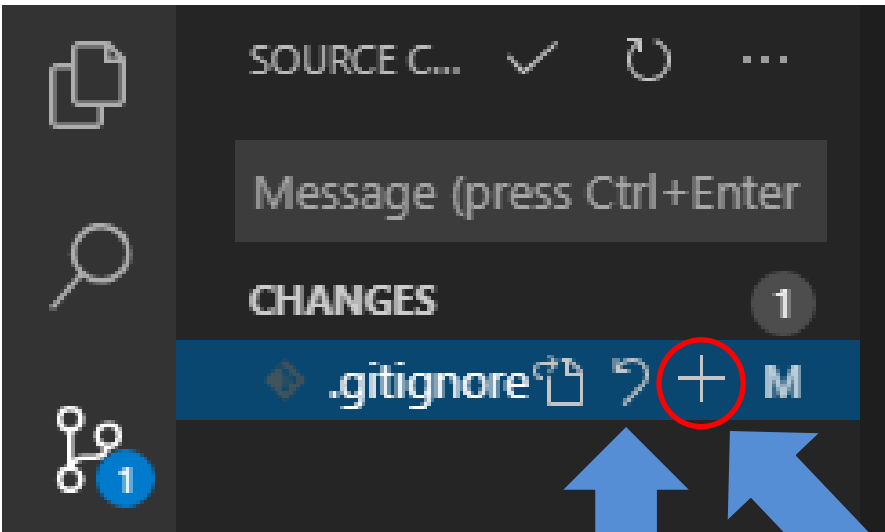 SOURCE C...
Message (press Ctrl+Enter
CHANGES 1
.gitignore M
1